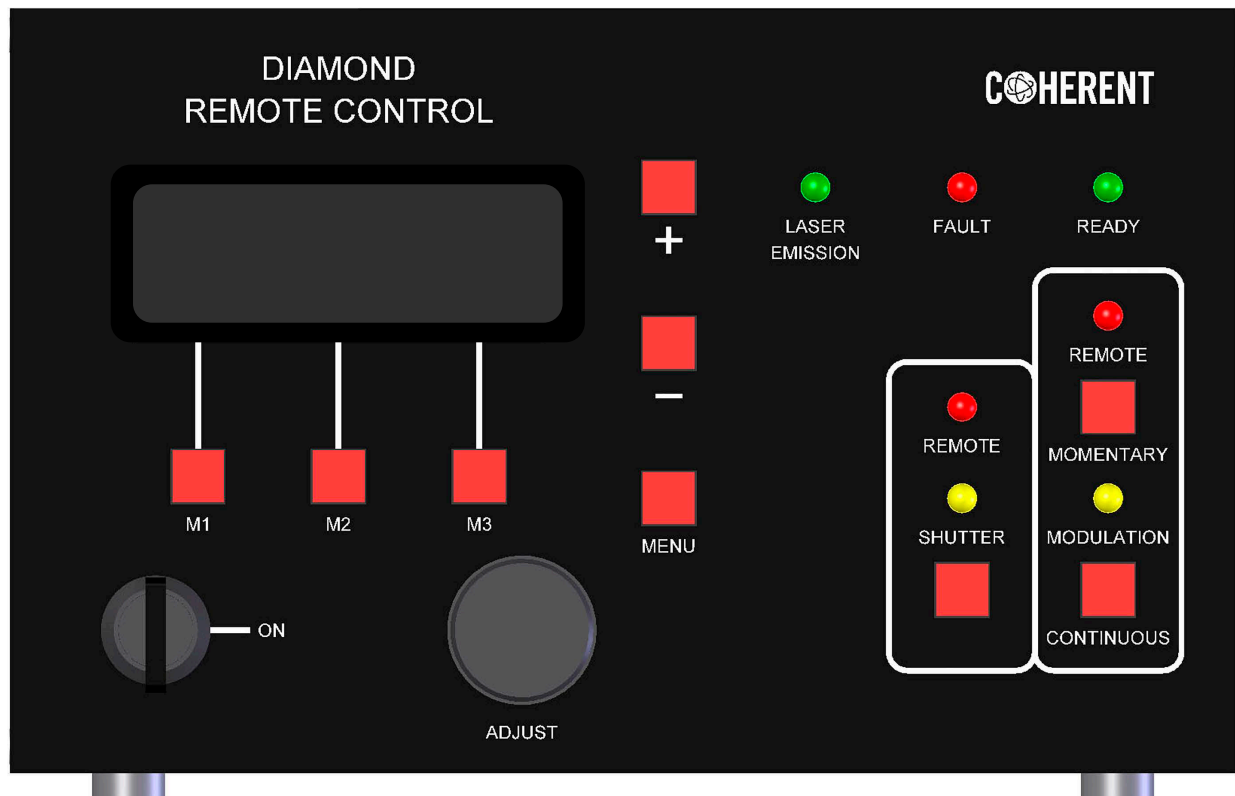 DIAMOND
REMOTE CONTROL
COHERENT
+
LASER
EMISSION
FAULT
READY
REMOTE
−
REMOTE
MOMENTARY
M1
M2
M3
MENU
SHUTTER
MODULATION
ON
CONTINUOUS
ADJUST